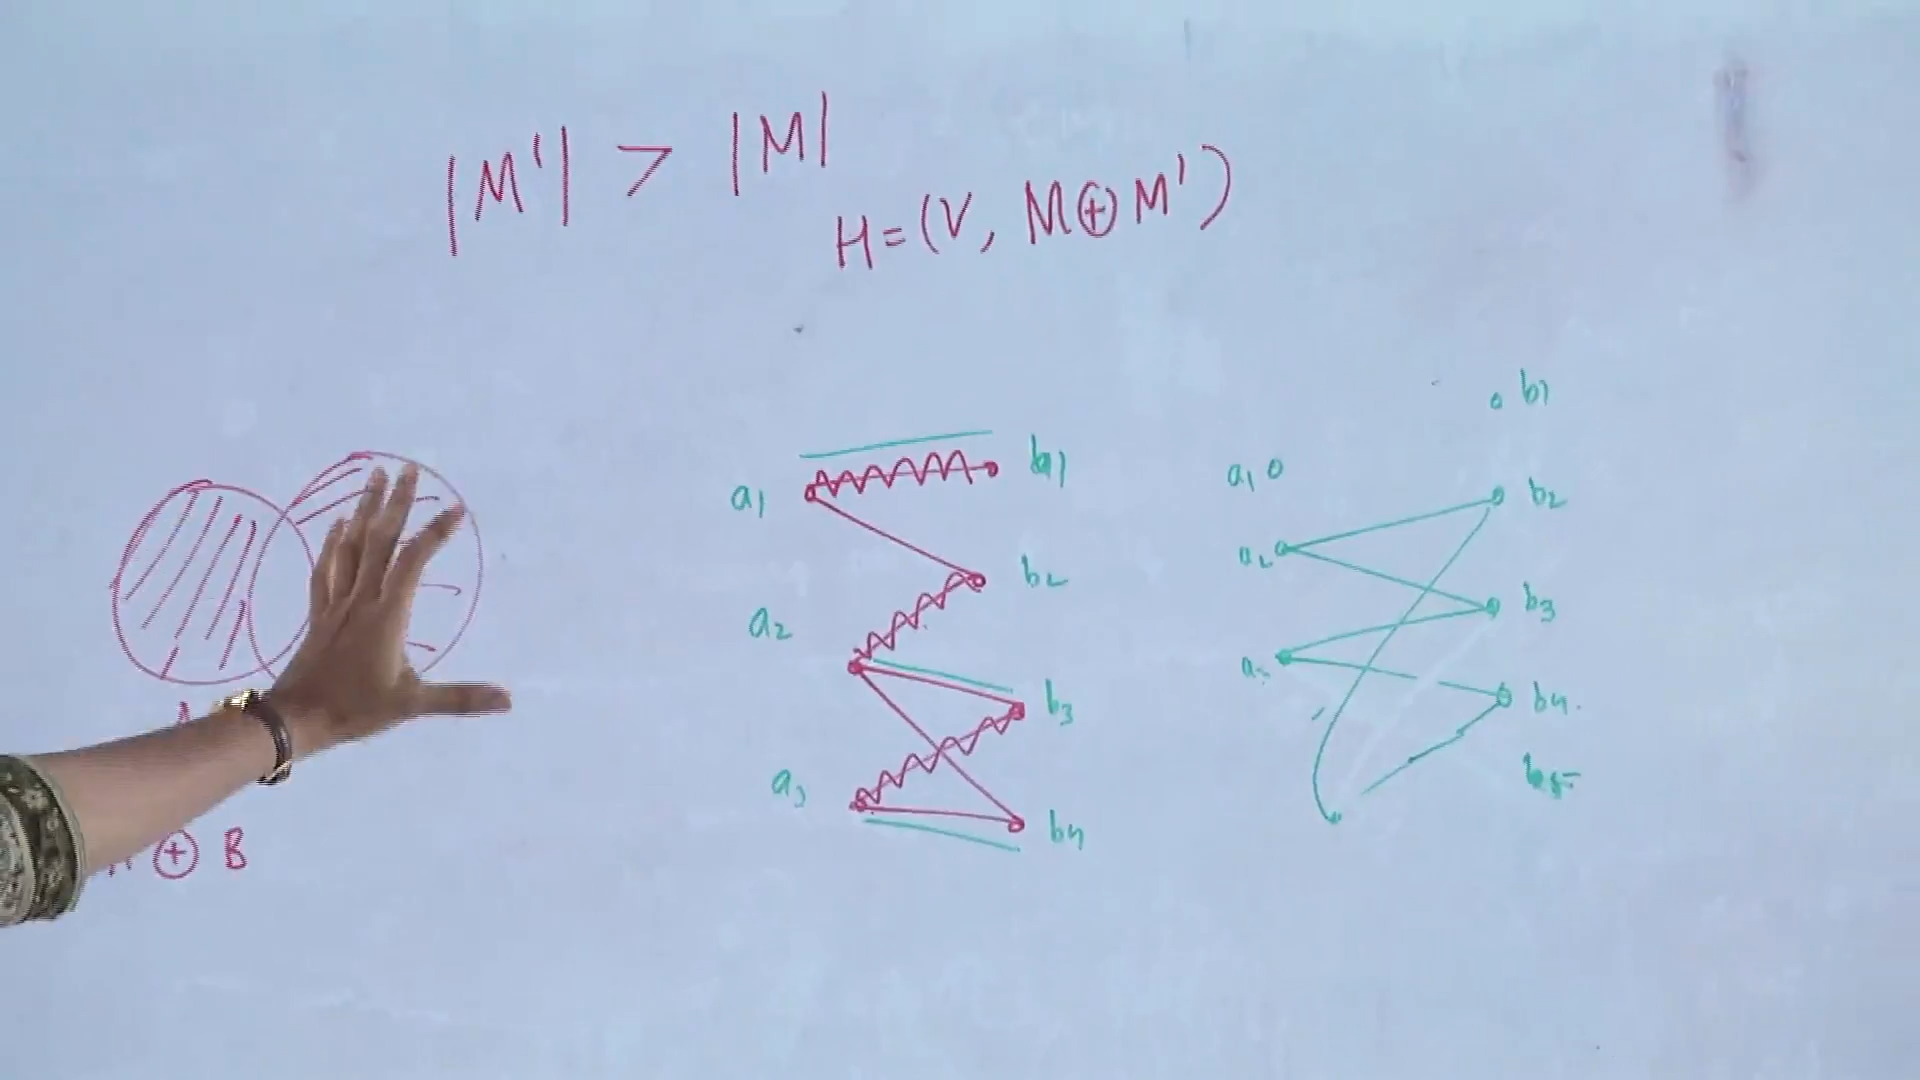 |M'| > |M|
H=(V, M⊕M')
a1 b1
b2
a2
b3
a3
b4
b1
a1
b2
a2
b3
b4.
⊕ B